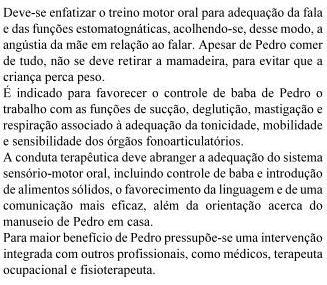 Deve-se enfatizar o treino motor oral para adequação da fala
e das funções estomatognáticas, acolhendo-se, desse modo, a
angústia da mãe em relação ao falar. Apesar de Pedro comer
de tudo, não se deve retirar a mamadeira, para evitar que a
criança perca peso.
É indicado para favorecer o controle de baba de Pedro o
trabalho com as funções de sucção, deglutição, mastigação e
respiração associado à adequação da tonicidade, mobilidade
e sensibilidade dos órgãos fonoarticulatórios.
A conduta terapêutica deve abranger a adequação do sistema
sensório-motor oral, incluindo controle de baba e introdução
de alimentos sólidos, o favorecimento da linguagem e de uma
comunicação mais eficaz, além da orientação acerca do
manuseio de Pedro em casa.
Para maior benefício de Pedro pressupõe-se uma intervenção
integrada com outros profissionais, como médicos, terapeuta
ocupacional e fisioterapeuta.